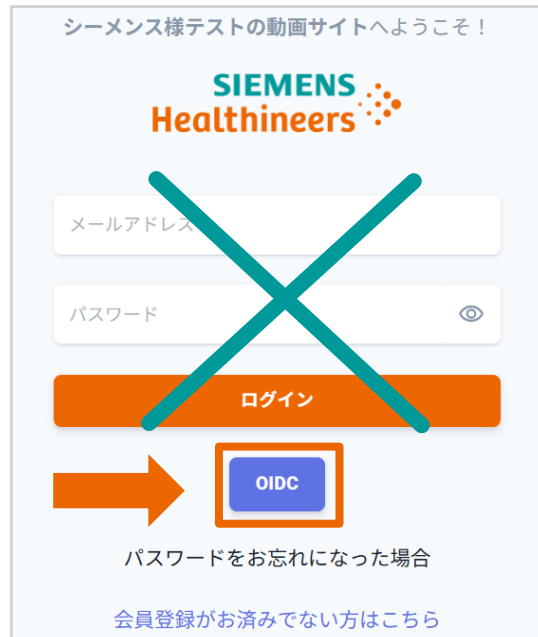 シーメンス様テストの動画サイトへようこそ！
SIEMENS
Healthineers
メールアドレス
パスワード
ログイン
OIDC
パスワードをお忘れになった場合
会員登録がお済みでない方はこちら